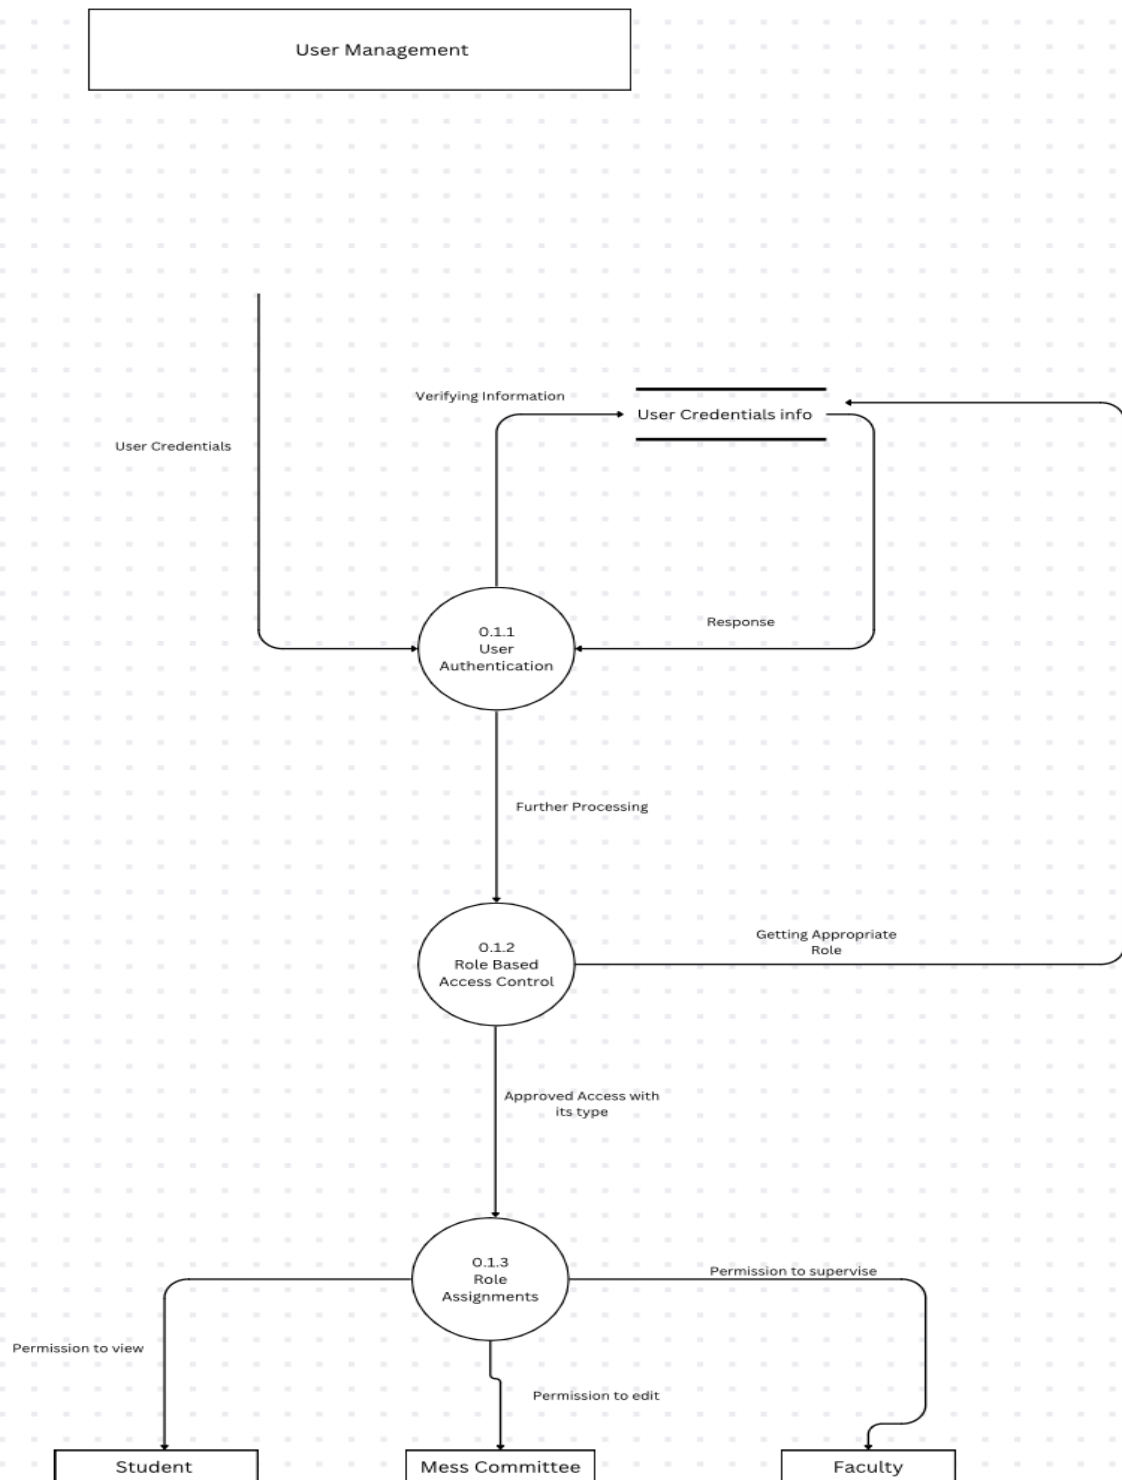 User Management
Verifying Information
User Credentials info
User Credentials
Response
0.1.1
User
Authentication
Further Processing
Getting Appropriate
Role
0.1.2
Role Based
Access Control
Approved Access with
its type
0.1.3
Role
Assignments
Permission to supervise
Permission to view
Permission to edit
Student
Mess Committee
Faculty